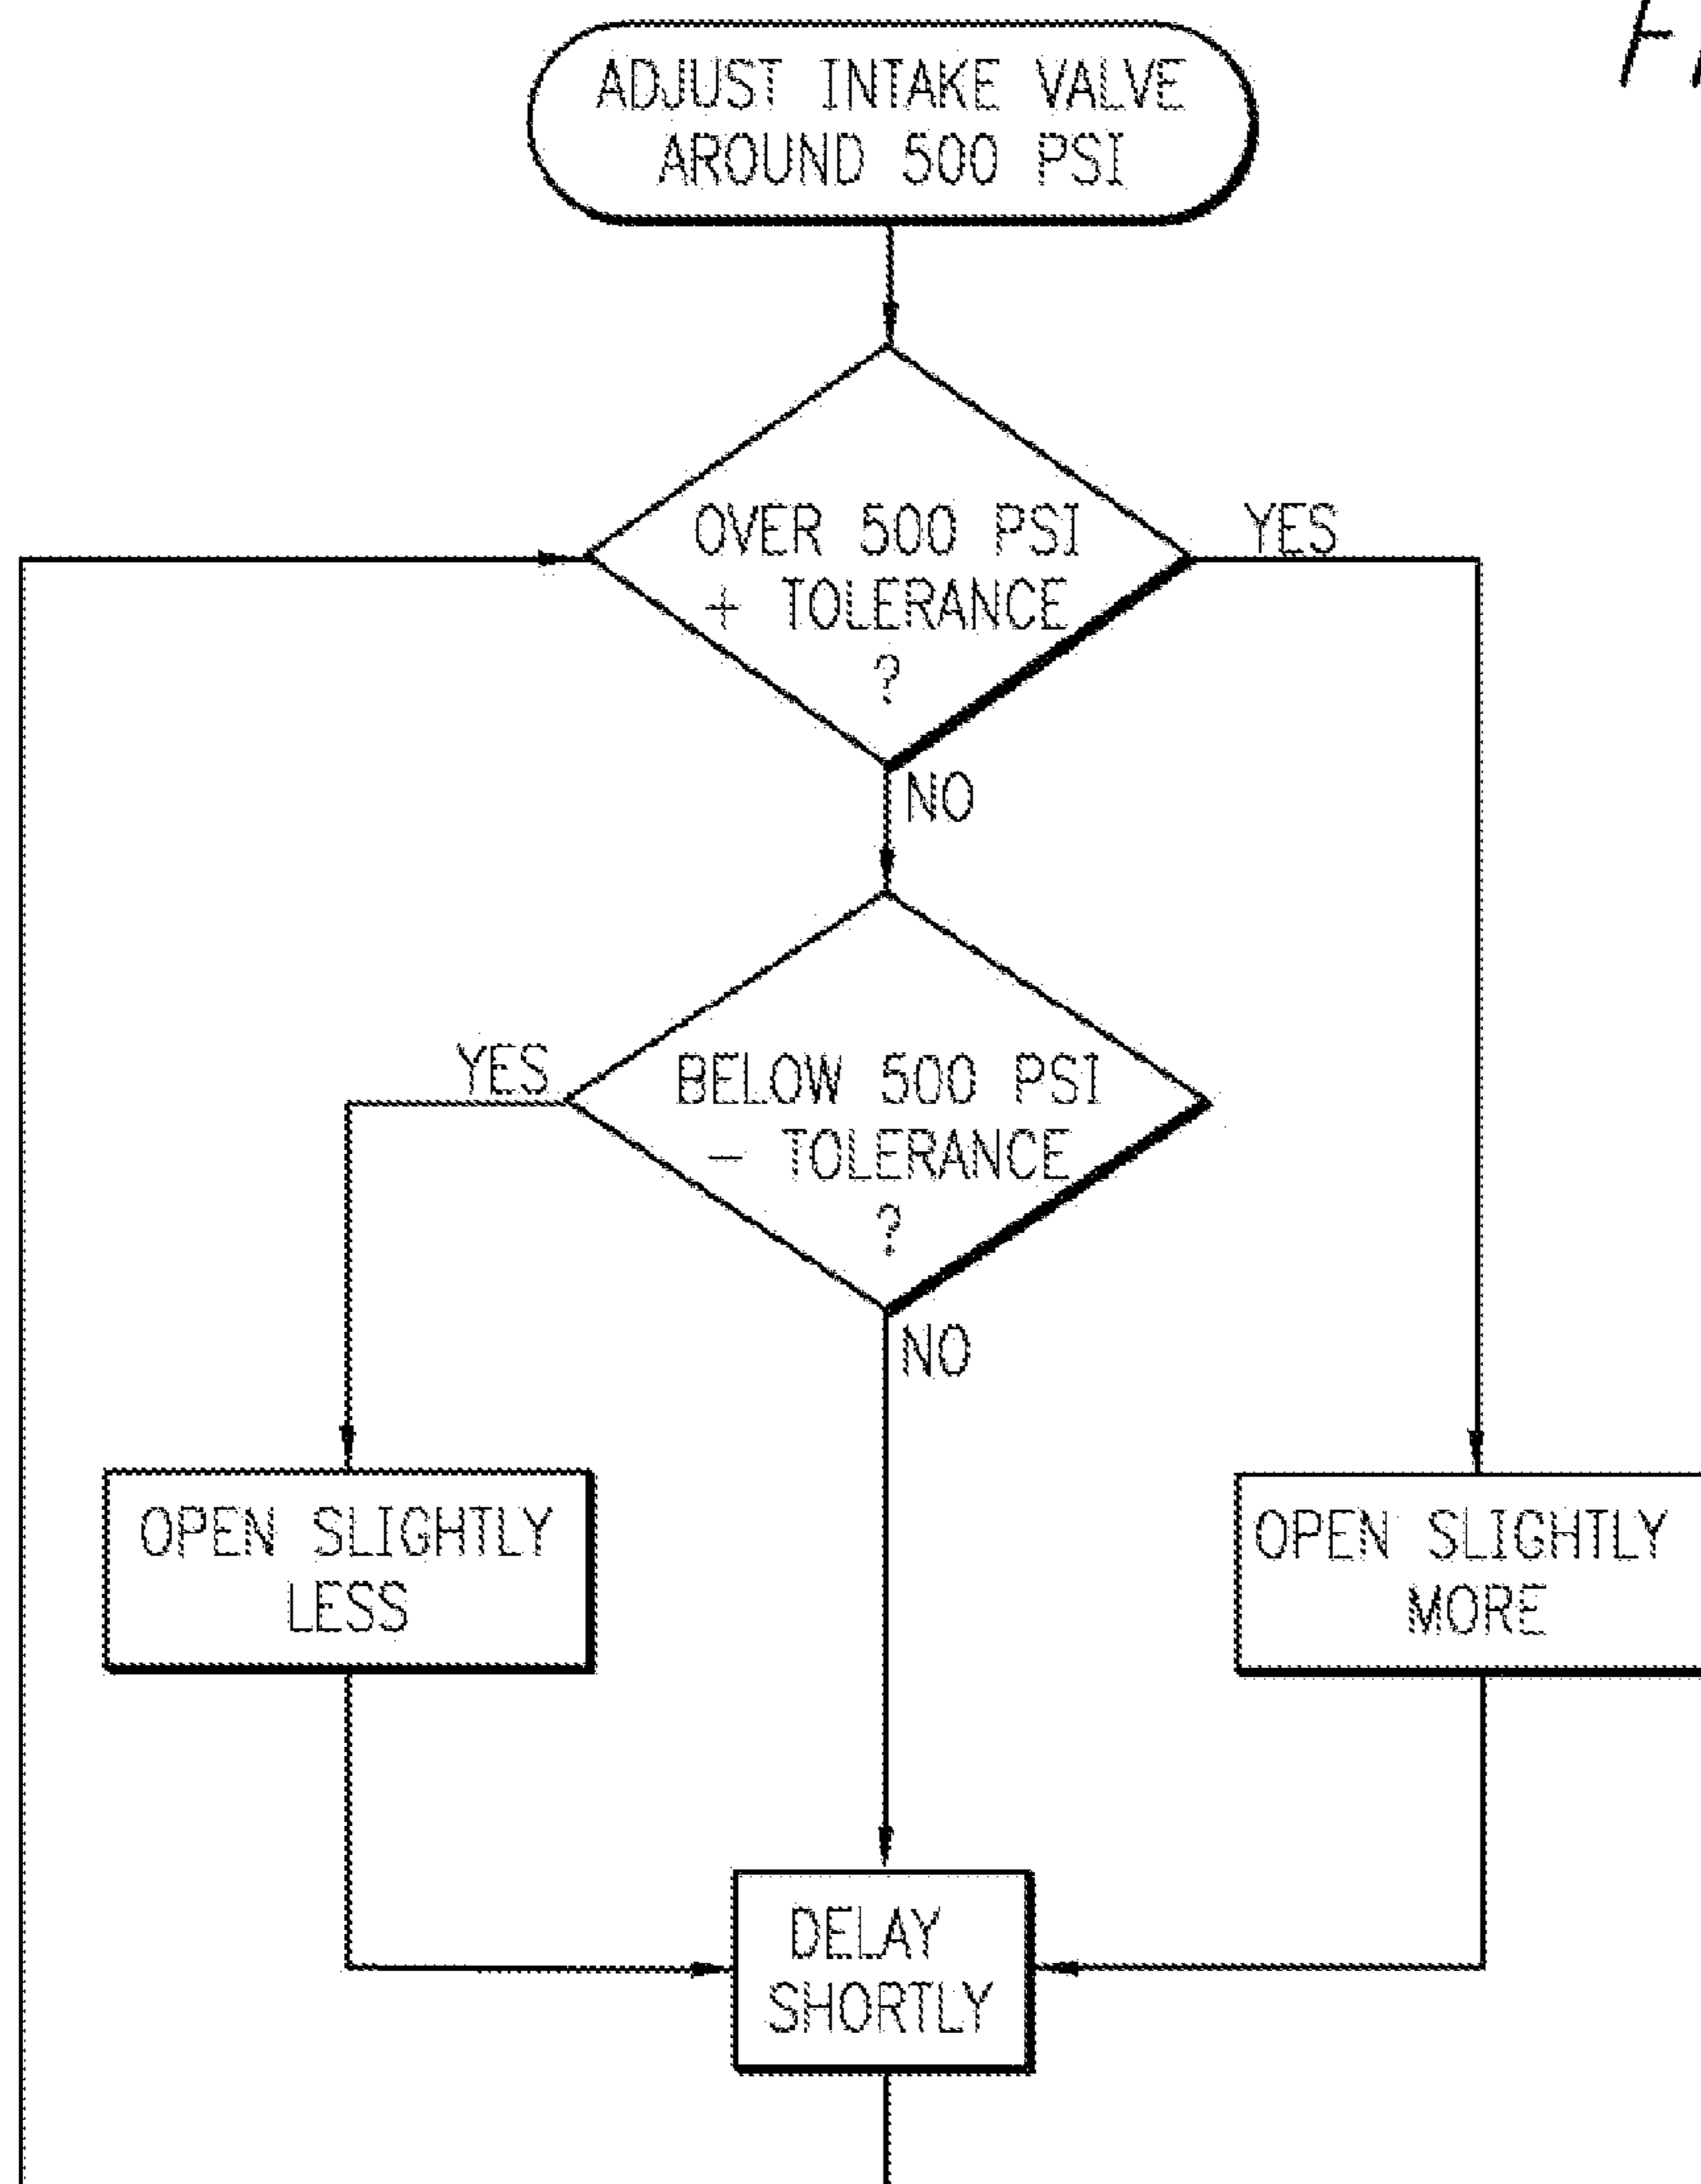 ADJUST INTAKE VALVE
AROUND 500 PSI
OVER 500 PSI
+ TOLERANCE
?
YES
NO
YES
BELOW 500 PSI
- TOLERANCE
?
NO
OPEN SLIGHTLY
LESS
OPEN SLIGHTLY
MORE
DELAY
SHORTLY